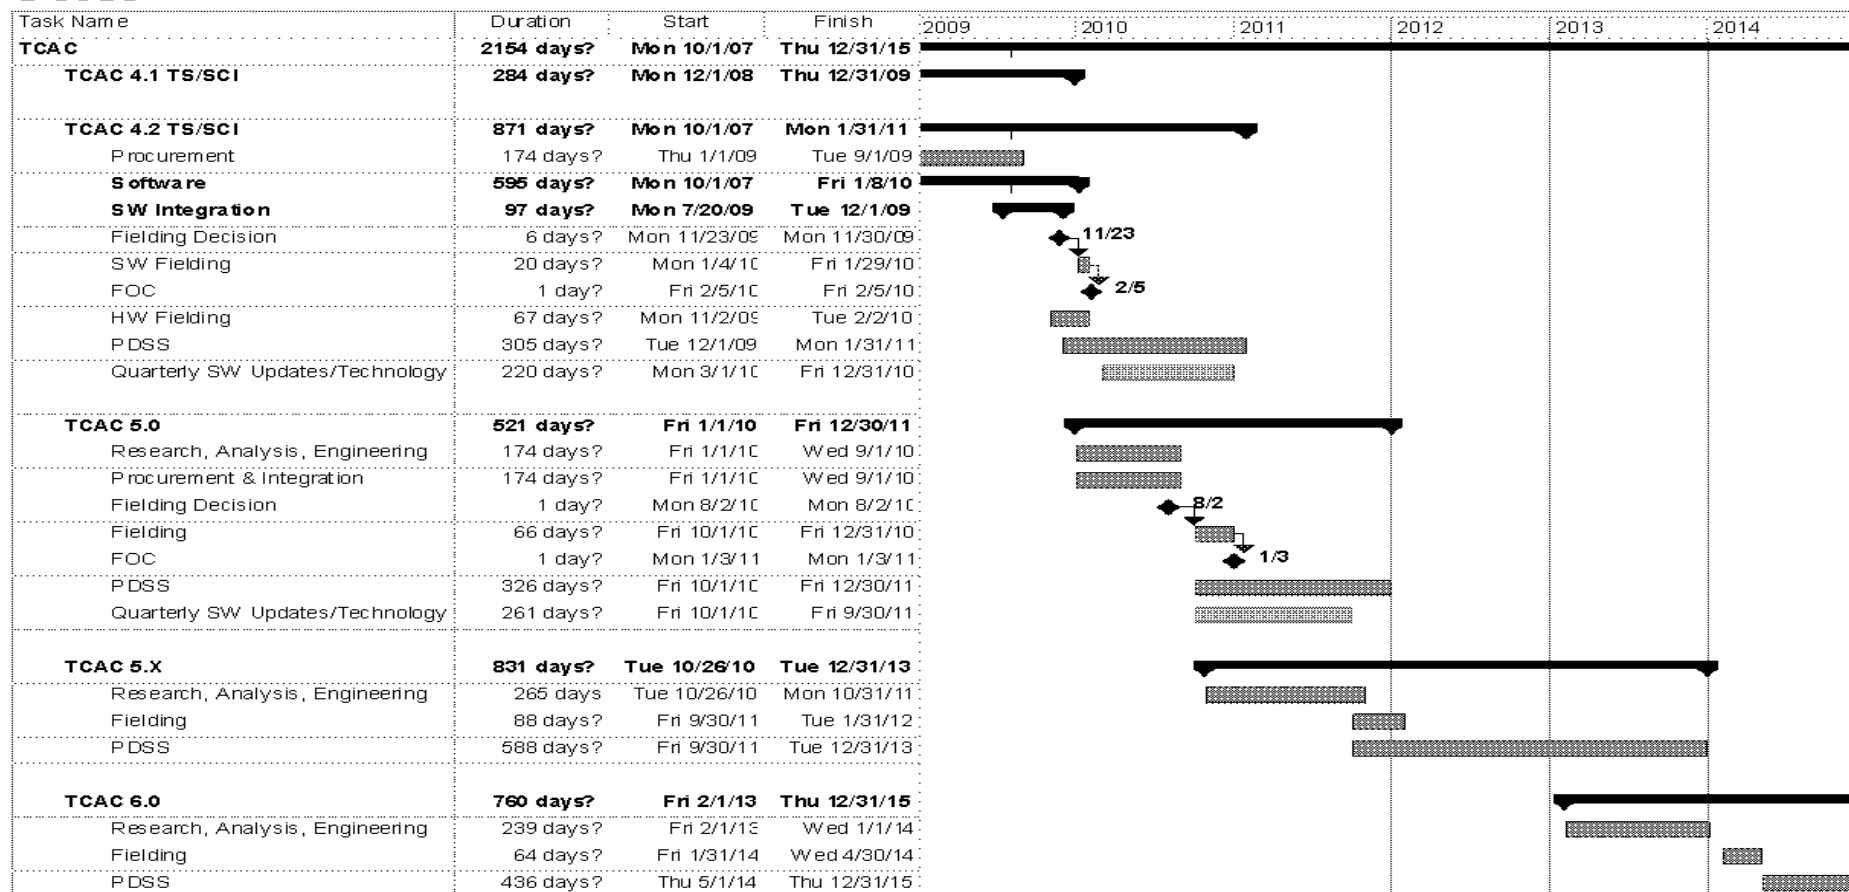 Task Name Duration Start Finish 2009 2010 2011 2012 2013 2014
TCAC 2154 days? Mon 10/1/07 Thu 12/31/15
TCAC 4.1 TS/SCI 284 days? Mon 12/1/08 Thu 12/31/09
TCAC 4.2 TS/SCI 871 days? Mon 10/1/07 Mon 1/31/11
Procurement 174 days? Thu 1/1/09 Tue 9/1/09
Software 595 days? Mon 10/1/07 Fri 1/8/10
SW Integration 97 days? Mon 7/20/09 Tue 12/1/09
Fielding Decision 6 days? Mon 11/23/09 Mon 11/30/09 11/23
SW Fielding 20 days? Mon 1/4/10 Fri 1/29/10
FOC 1 day? Fri 2/5/10 Fri 2/5/10 2/5
HW Fielding 67 days? Mon 11/2/09 Tue 2/2/10
PDSS 305 days? Tue 12/1/09 Mon 1/31/11
Quarterly SW Updates/Technology 220 days? Mon 3/1/10 Fri 12/31/10
TCAC 5.0 521 days? Fri 1/1/10 Fri 12/30/11
Research, Analysis, Engineering 174 days? Fri 1/1/10 Wed 9/1/10
Procurement & Integration 174 days? Fri 1/1/10 Wed 9/1/10
Fielding Decision 1 day? Mon 8/2/10 Mon 8/2/10 8/2
Fielding 66 days? Fri 10/1/10 Fri 12/31/10
FOC 1 day? Mon 1/3/11 Mon 1/3/11 1/3
PDSS 326 days? Fri 10/1/10 Fri 12/30/11
Quarterly SW Updates/Technology 261 days? Fri 10/1/10 Fri 9/30/11
TCAC 5.X 831 days? Tue 10/26/10 Tue 12/31/13
Research, Analysis, Engineering 265 days Tue 10/26/10 Mon 10/31/11
Fielding 88 days? Fri 9/30/11 Tue 1/31/12
PDSS 588 days? Fri 9/30/11 Tue 12/31/13
TCAC 6.0 760 days? Fri 2/1/13 Thu 12/31/15
Research, Analysis, Engineering 239 days? Fri 2/1/13 Wed 1/1/14
Fielding 64 days? Fri 1/31/14 Wed 4/30/14
PDSS 436 days? Thu 5/1/14 Thu 12/31/15